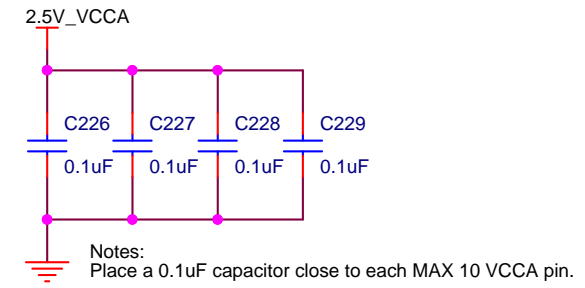 2.5V_VCCA
C226 C227 C228 C229
0.1uF 0.1uF 0.1uF 0.1uF
Notes:
Place a 0.1uF capacitor close to each MAX 10 VCCA pin.